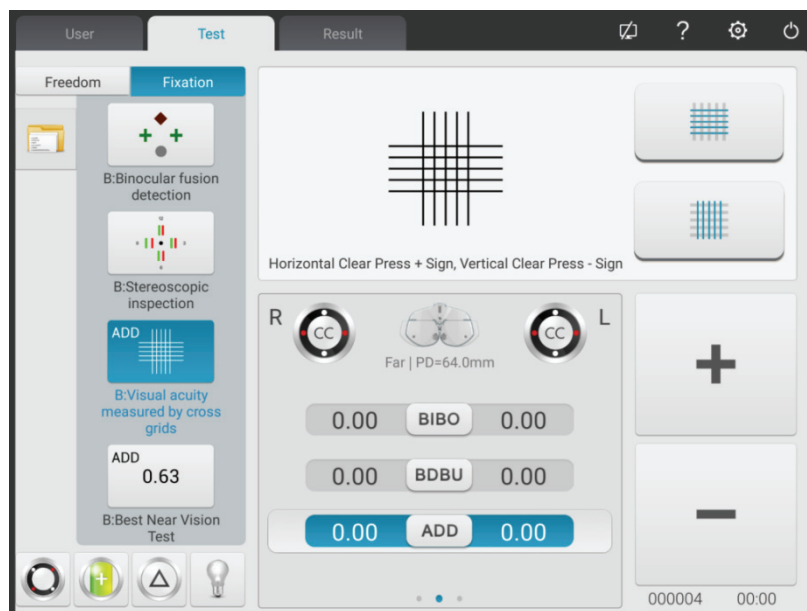 User
Test
Result
?
Freedom
Fixation
B:Binocular fusion
detection
B:Stereoscopic
inspection
ADD
B:Visual acuity
measured by cross
grids
ADD
0.63
B:Best Near Vision
Test
Horizontal Clear Press + Sign, Vertical Clear Press - Sign
R
CC
CC
L
Far | PD=64.0mm
0.00 BIBO 0.00
0.00 BDBU 0.00
0.00 ADD 0.00
+
−
000004 00:00